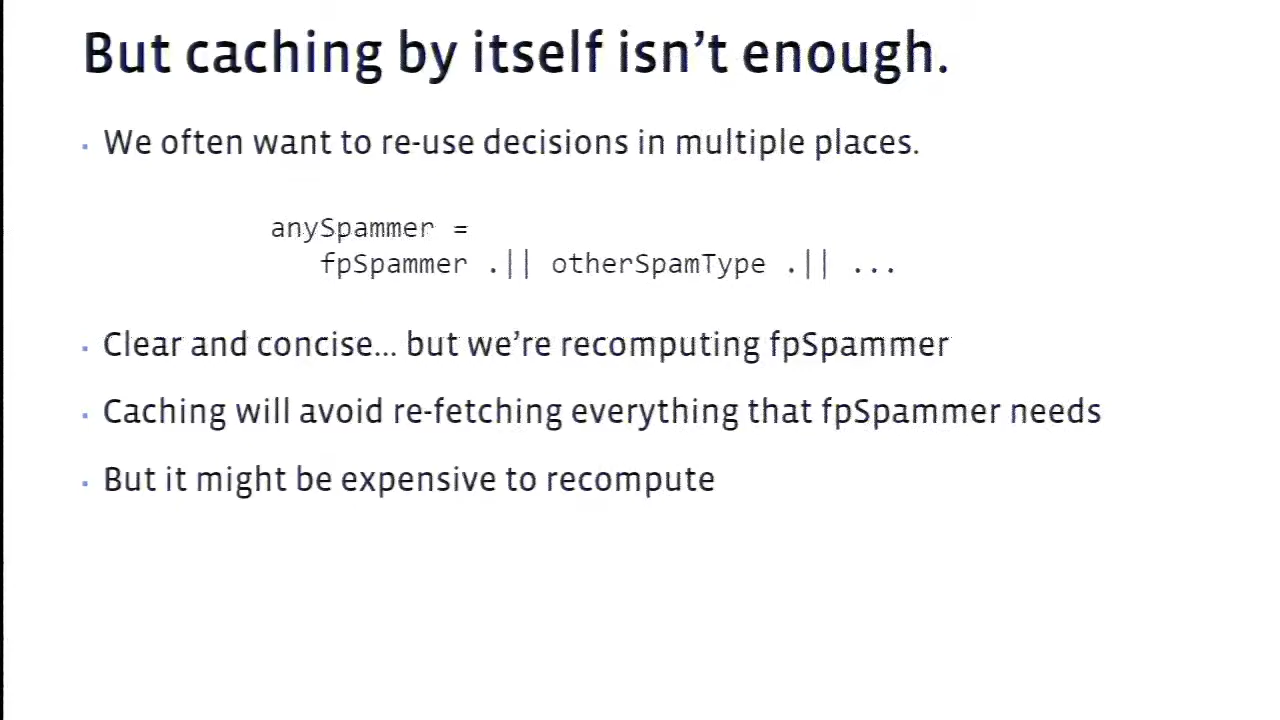 But caching by itself isn’t enough.
We often want to re-use decisions in multiple places.
anySpammer =
fpSpammer .|| otherSpamType .|| ...
Clear and concise... but we’re recomputing fpSpammer
Caching will avoid re-fetching everything that fpSpammer needs
But it might be expensive to recompute